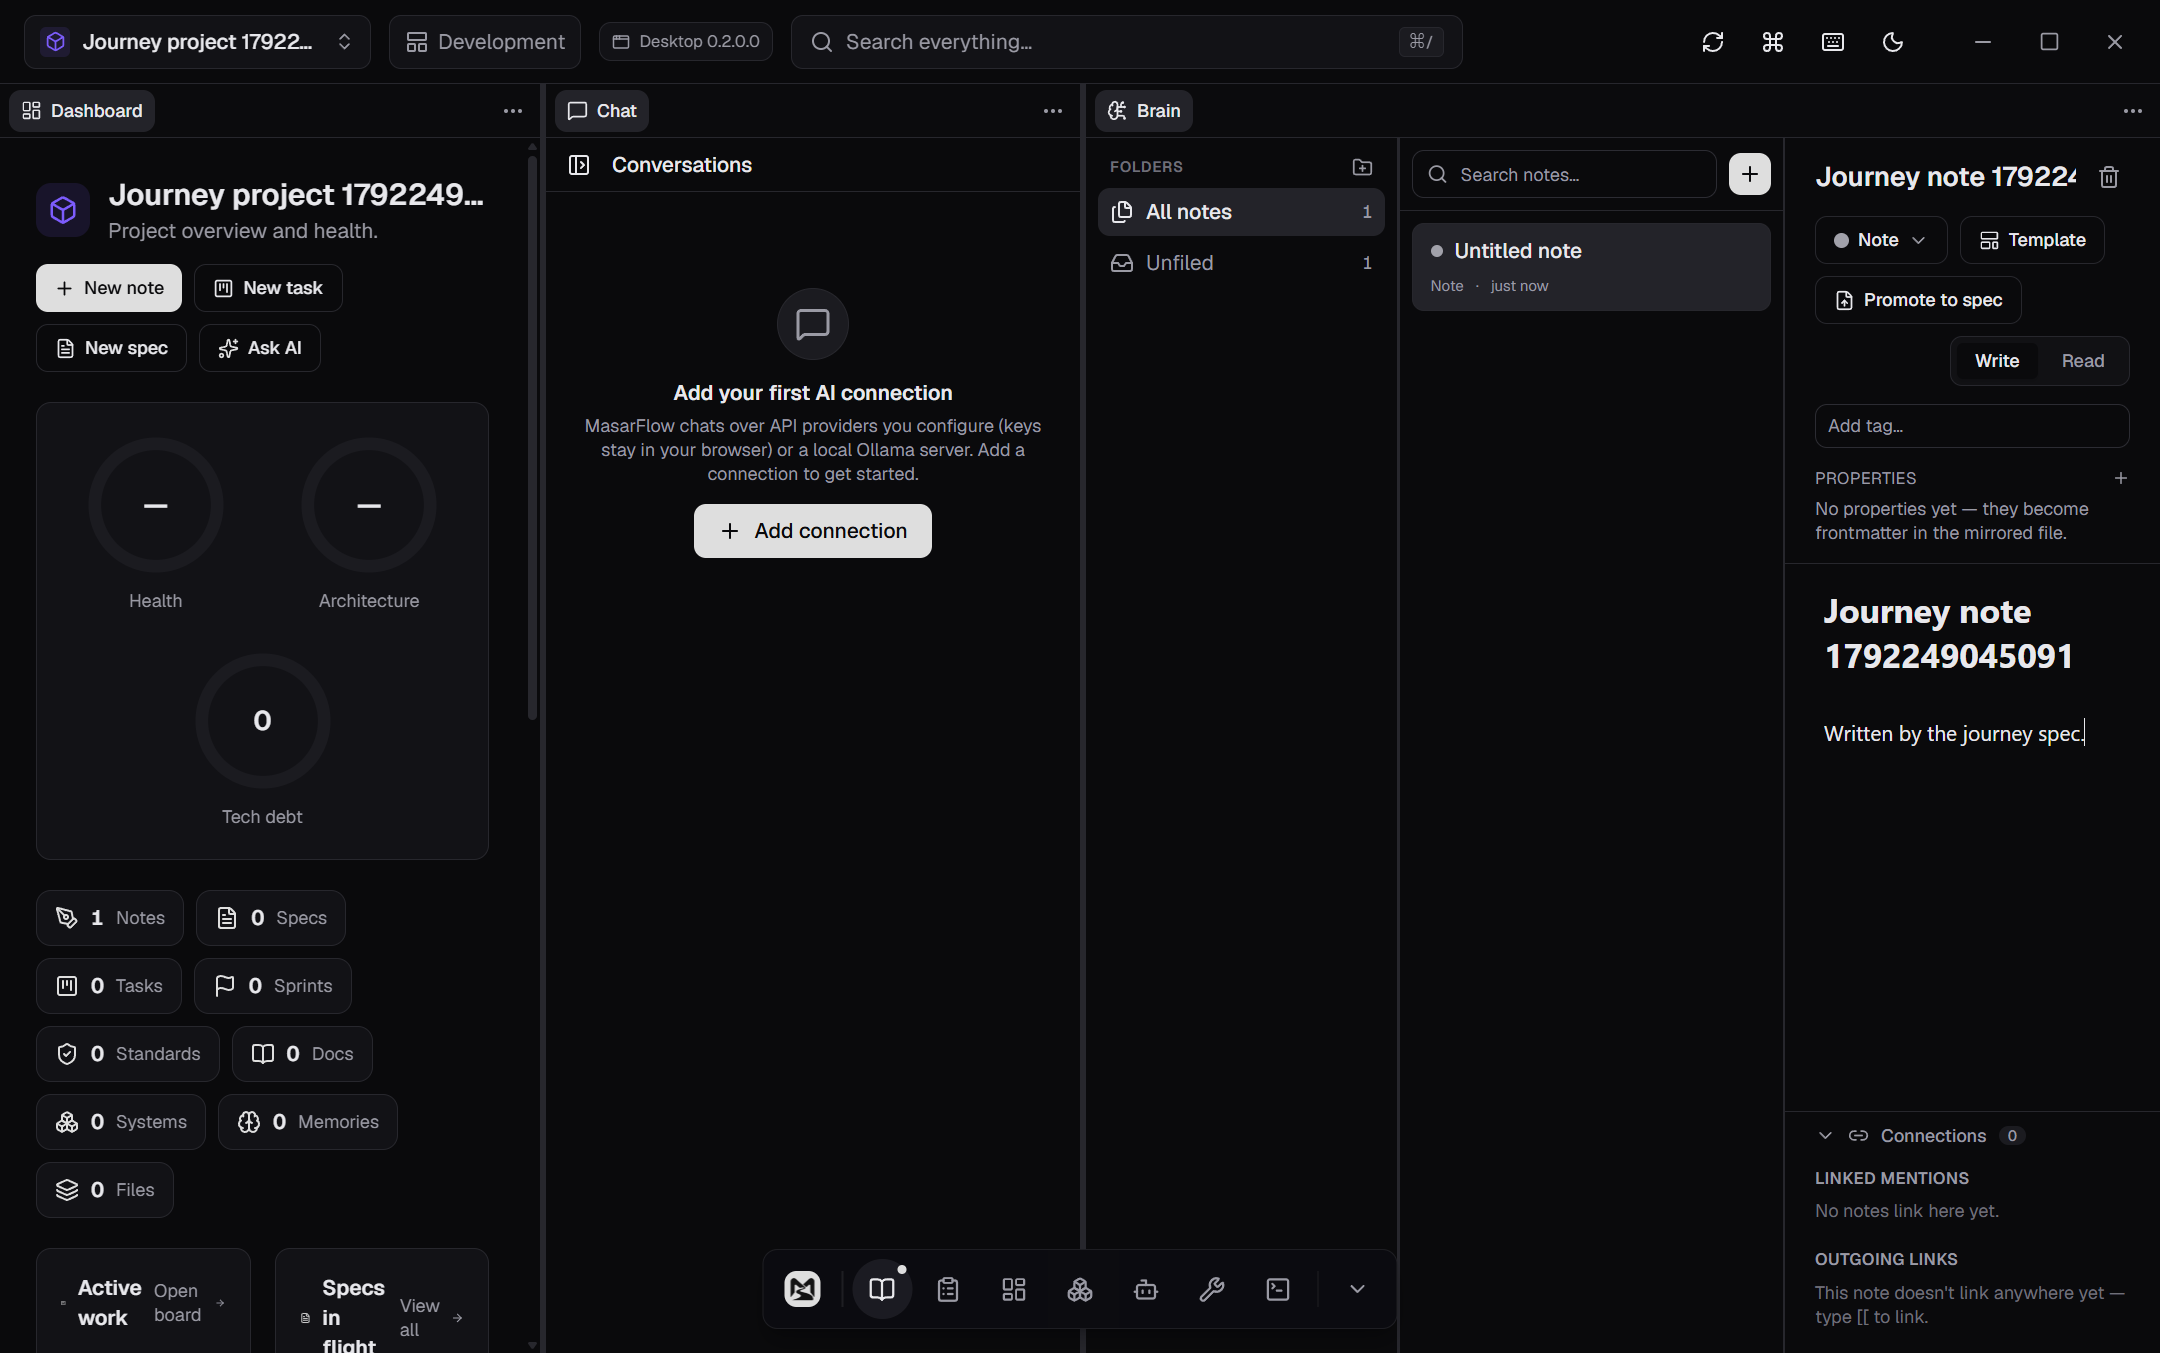 Journey project 17922...
Development
Desktop 0.2.0.0
Search everything...
⌘/
Dashboard
Journey project 1792249...
Project overview and health.
New note
New task
New spec
Ask AI
–
Health
–
Architecture
0
Tech debt
1 Notes
0 Specs
0 Tasks
0 Sprints
0 Standards
0 Docs
0 Systems
0 Memories
0 Files
Active work
Open board
Specs in flight
View all
Chat
Conversations
Add your first AI connection
MasarFlow chats over API providers you configure (keys
stay in your browser) or a local Ollama server. Add a
connection to get started.
Add connection
Brain
FOLDERS
All notes 1
Unfiled 1
Search notes...
Untitled note
Note · just now
Journey note 179224
Note
Template
Promote to spec
Write
Read
Add tag...
PROPERTIES
No properties yet — they become
frontmatter in the mirrored file.
Journey note
1792249045091
Written by the journey spec.
Connections 0
LINKED MENTIONS
No notes link here yet.
OUTGOING LINKS
This note doesn't link anywhere yet —
type [[ to link.